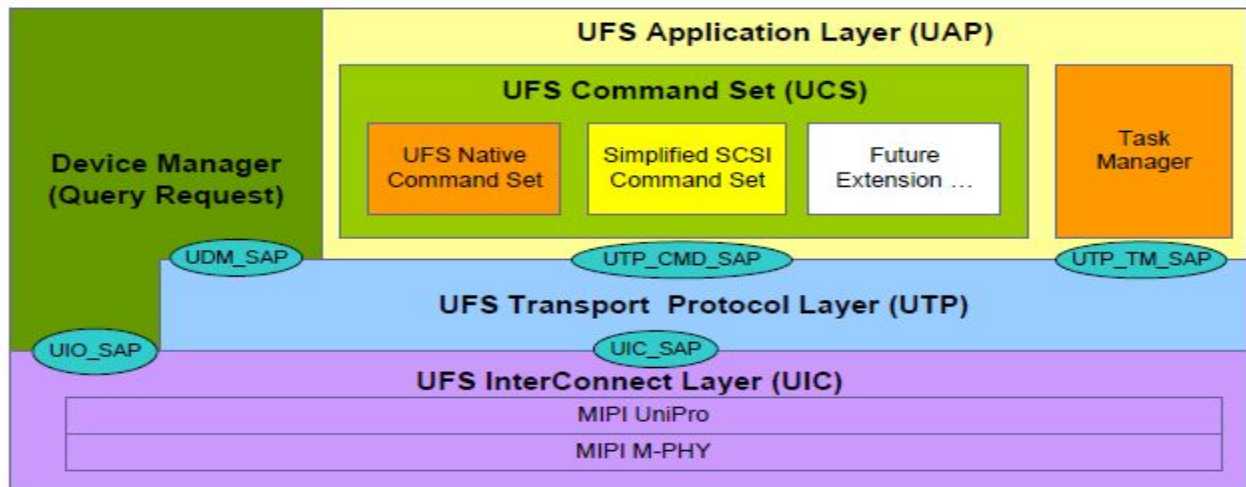 UFS Application Layer (UAP)
UFS Command Set (UCS)
Device Manager
(Query Request)
UFS Native
Command Set
Simplified SCSI
Command Set
Future
Extension ...
Task
Manager
UDM_SAP
UTP_CMD_SAP
UTP_TM_SAP
UFS Transport Protocol Layer (UTP)
UIO_SAP
UIC_SAP
UFS InterConnect Layer (UIC)
MIPI UniPro
MIPI M-PHY